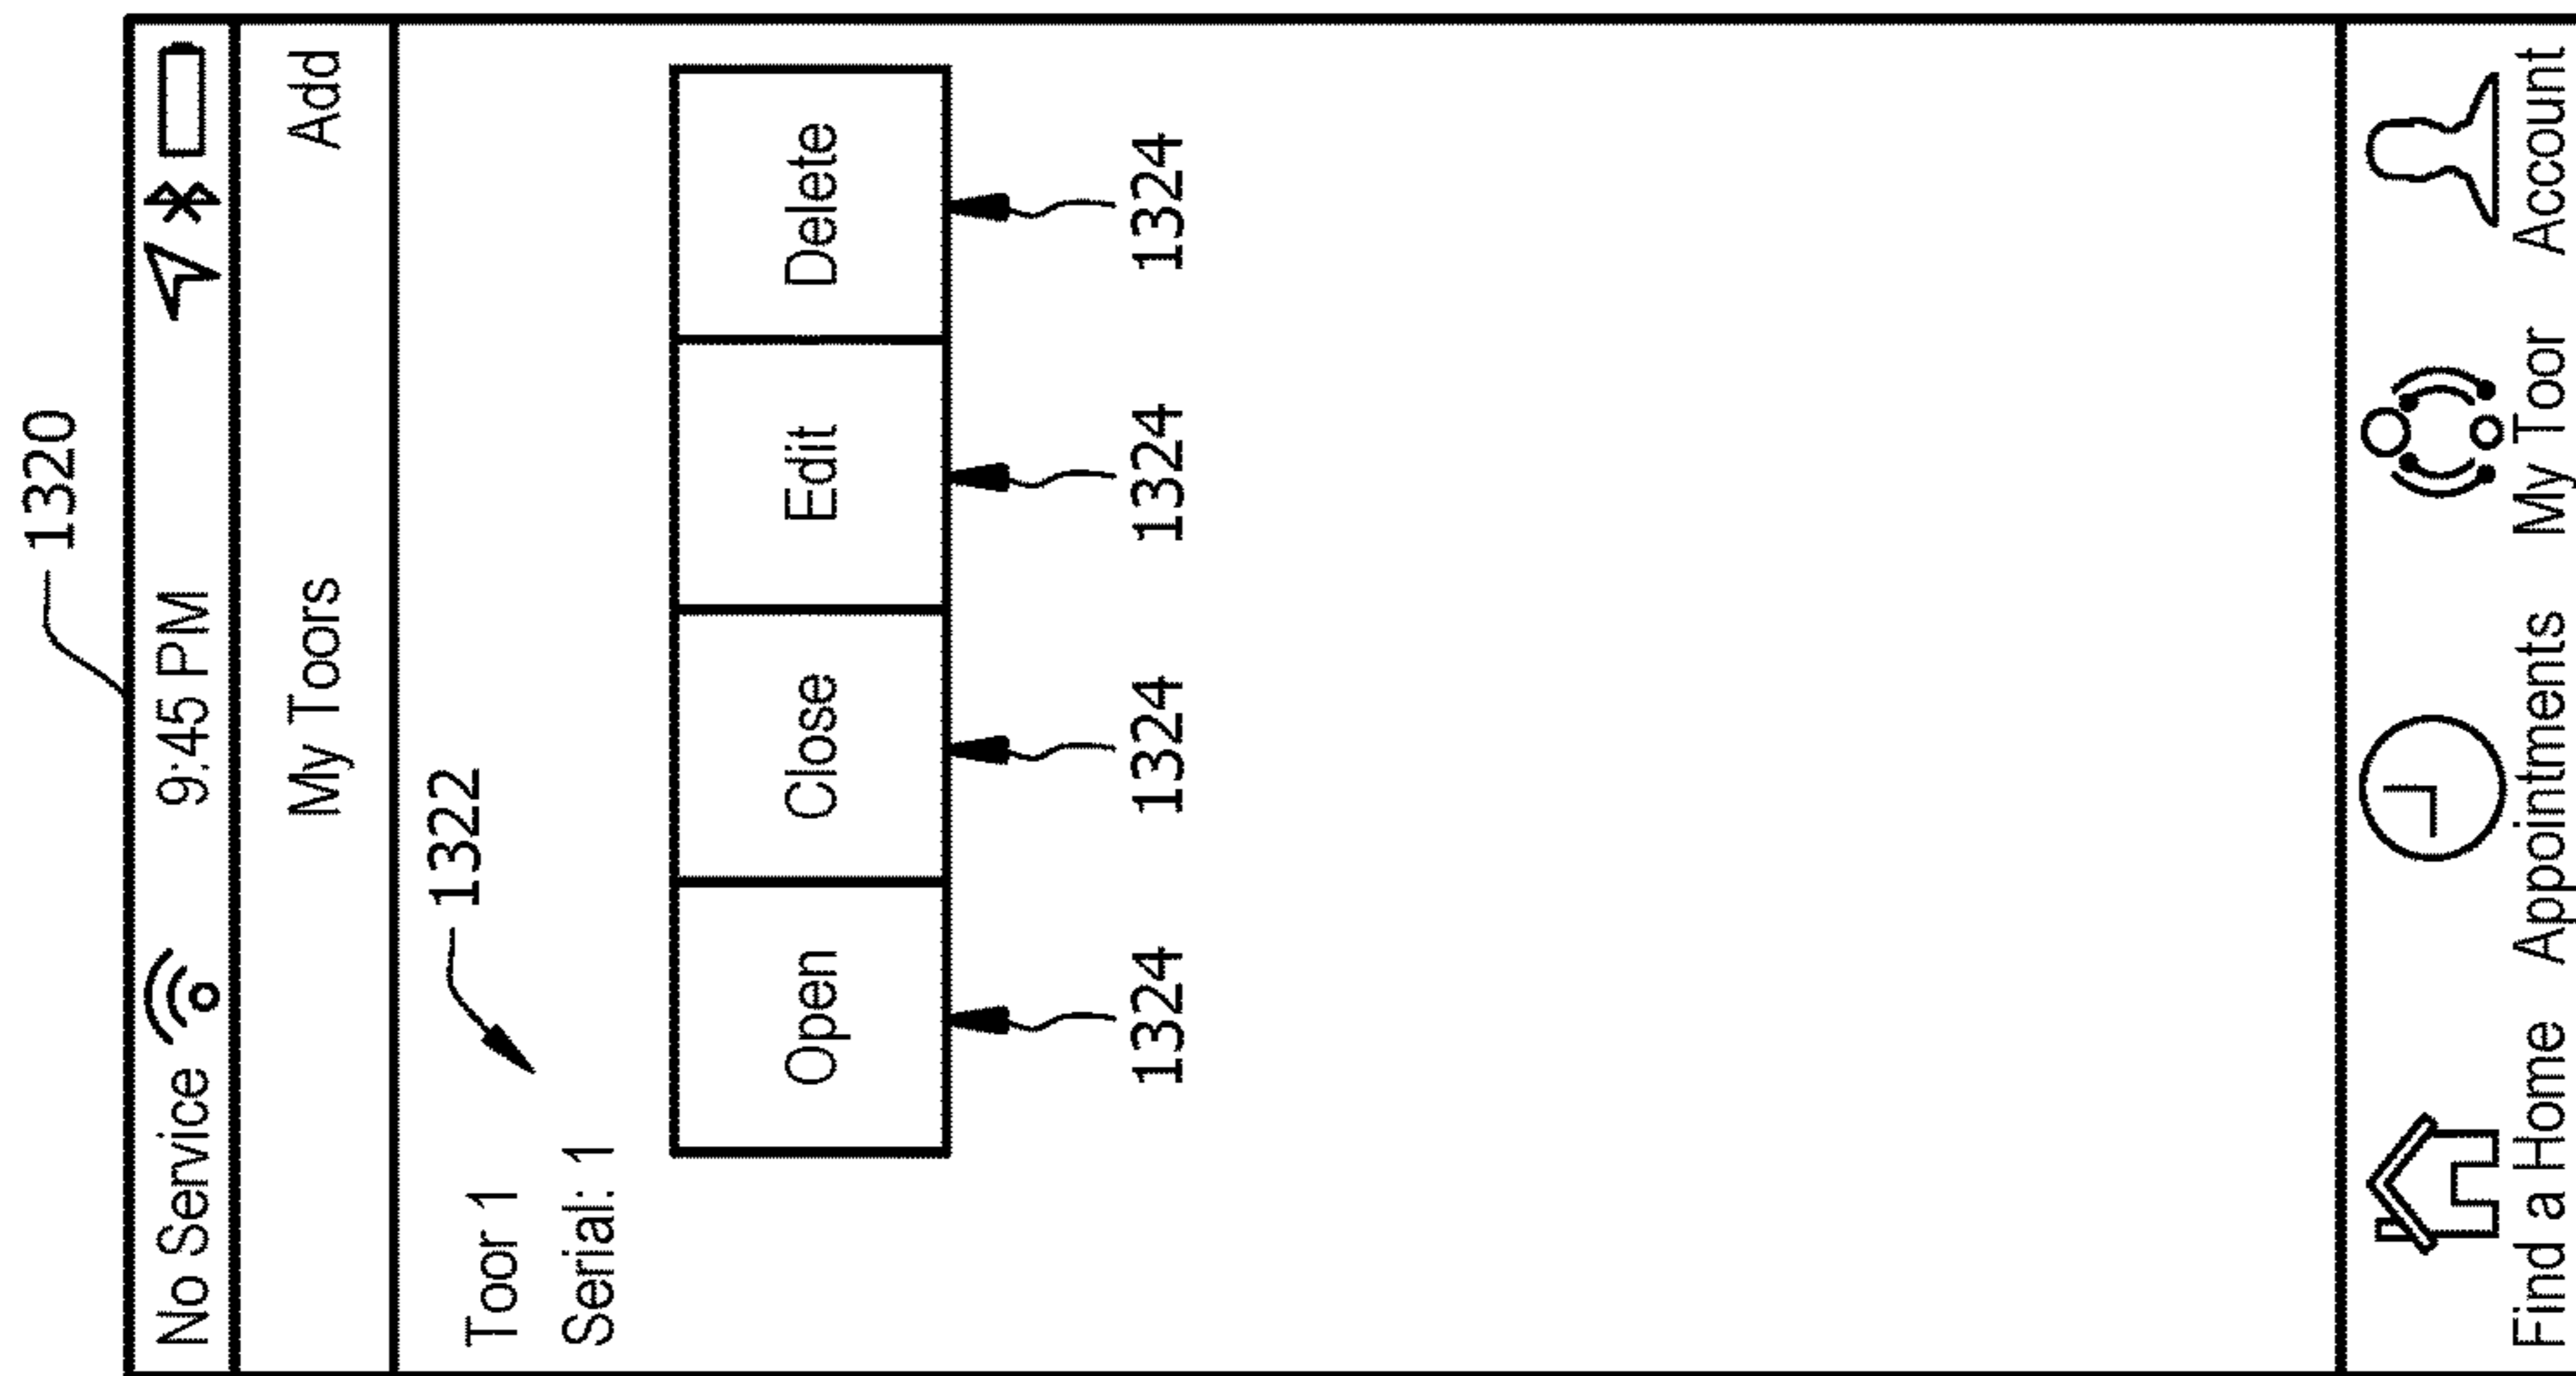 1320
No Service 9:45 PM
My Toors Add
1322
Toor 1
Serial: 1
Open Close Edit Delete
1324 1324 1324 1324
Find a Home Appointments My Toor Account